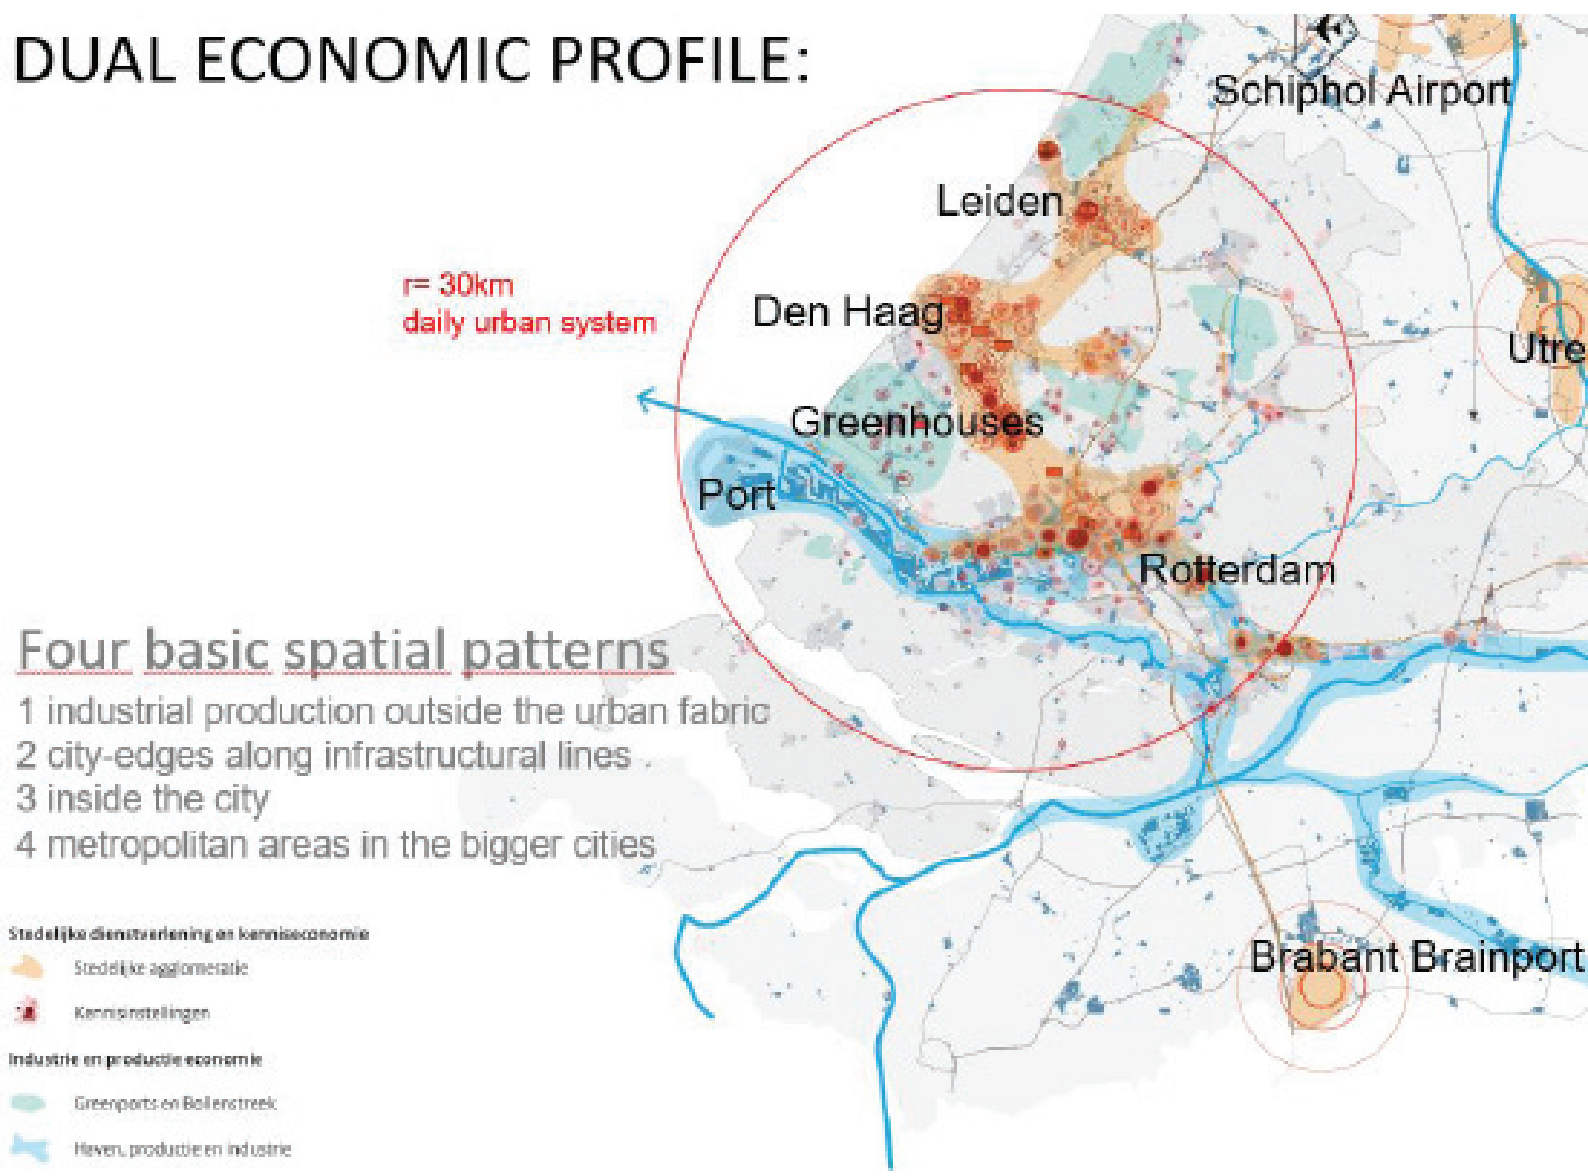 DUAL ECONOMIC PROFILE:
Schiphol Airport
Leiden
r= 30km
daily urban system
Den Haag
Utre
Greenhouses
Port
Rotterdam
Four basic spatial patterns
1 industrial production outside the urban fabric
2 city-edges along infrastructural lines
3 inside the city
4 metropolitan areas in the bigger cities
Brabant Brainport
Stedelijke dienstverlening en kenniseconomie
Stedelijke agglomeratie
Kennisinstellingen
Industrie en productie economie
Greenports en Bollenstreek
Haven, productie en industrie